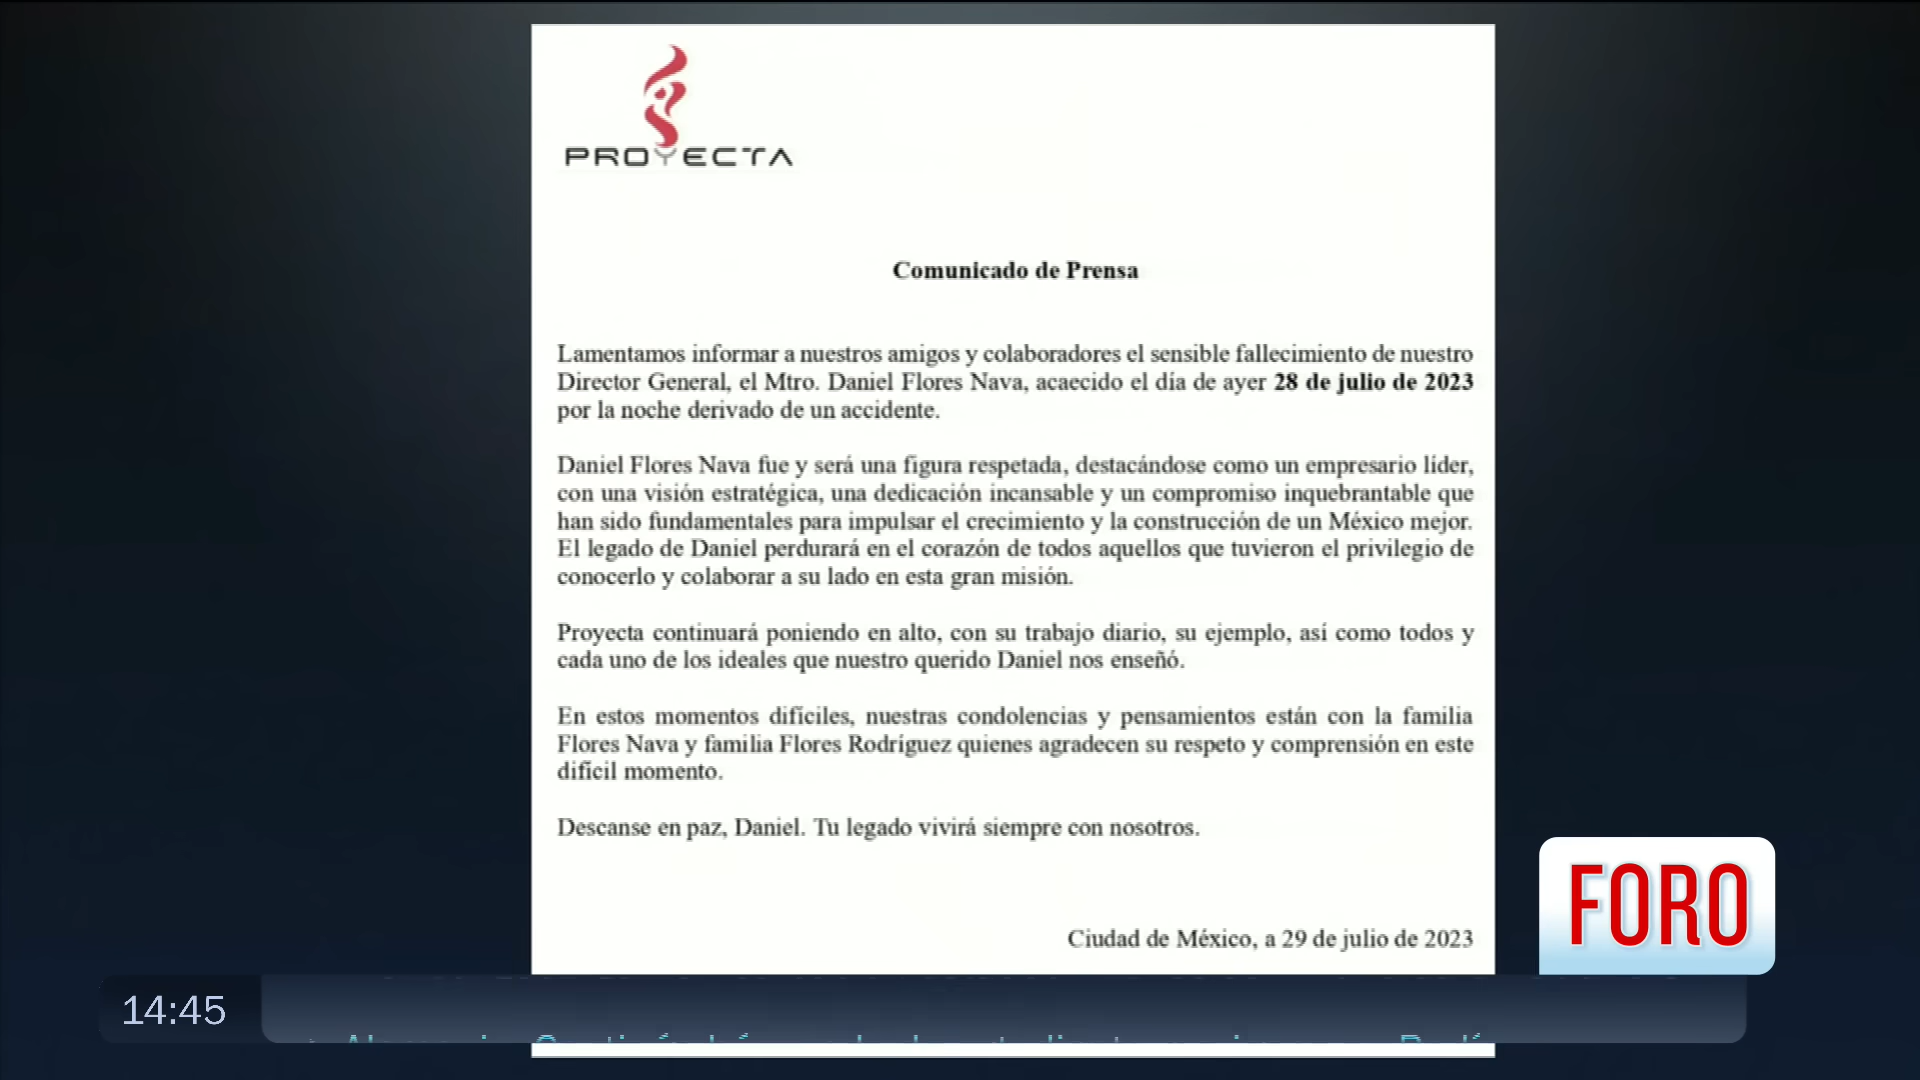 PROYECTA
Comunicado de Prensa
Lamentamos informar a nuestros amigos y colaboradores el sensible fallecimiento de nuestro
Director General, el Mtro. Daniel Flores Nava, acaecido el día de ayer 28 de julio de 2023
por la noche derivado de un accidente.
Daniel Flores Nava fue y será una figura respetada, destacándose como un empresario líder,
con una visión estratégica, una dedicación incansable y un compromiso inquebrantable que
han sido fundamentales para impulsar el crecimiento y la construcción de un México mejor.
El legado de Daniel perdurará en el corazón de todos aquellos que tuvieron el privilegio de
conocerlo y colaborar a su lado en esta gran misión.
Proyecta continuará poniendo en alto, con su trabajo diario, su ejemplo, así como todos y
cada uno de los ideales que nuestro querido Daniel nos enseñó.
En estos momentos difíciles, nuestras condolencias y pensamientos están con la familia
Flores Nava y familia Flores Rodríguez quienes agradecen su respeto y comprensión en este
difícil momento.
Descanse en paz, Daniel. Tu legado vivirá siempre con nosotros.
Ciudad de México, a 29 de julio de 2023
FORO
14:45